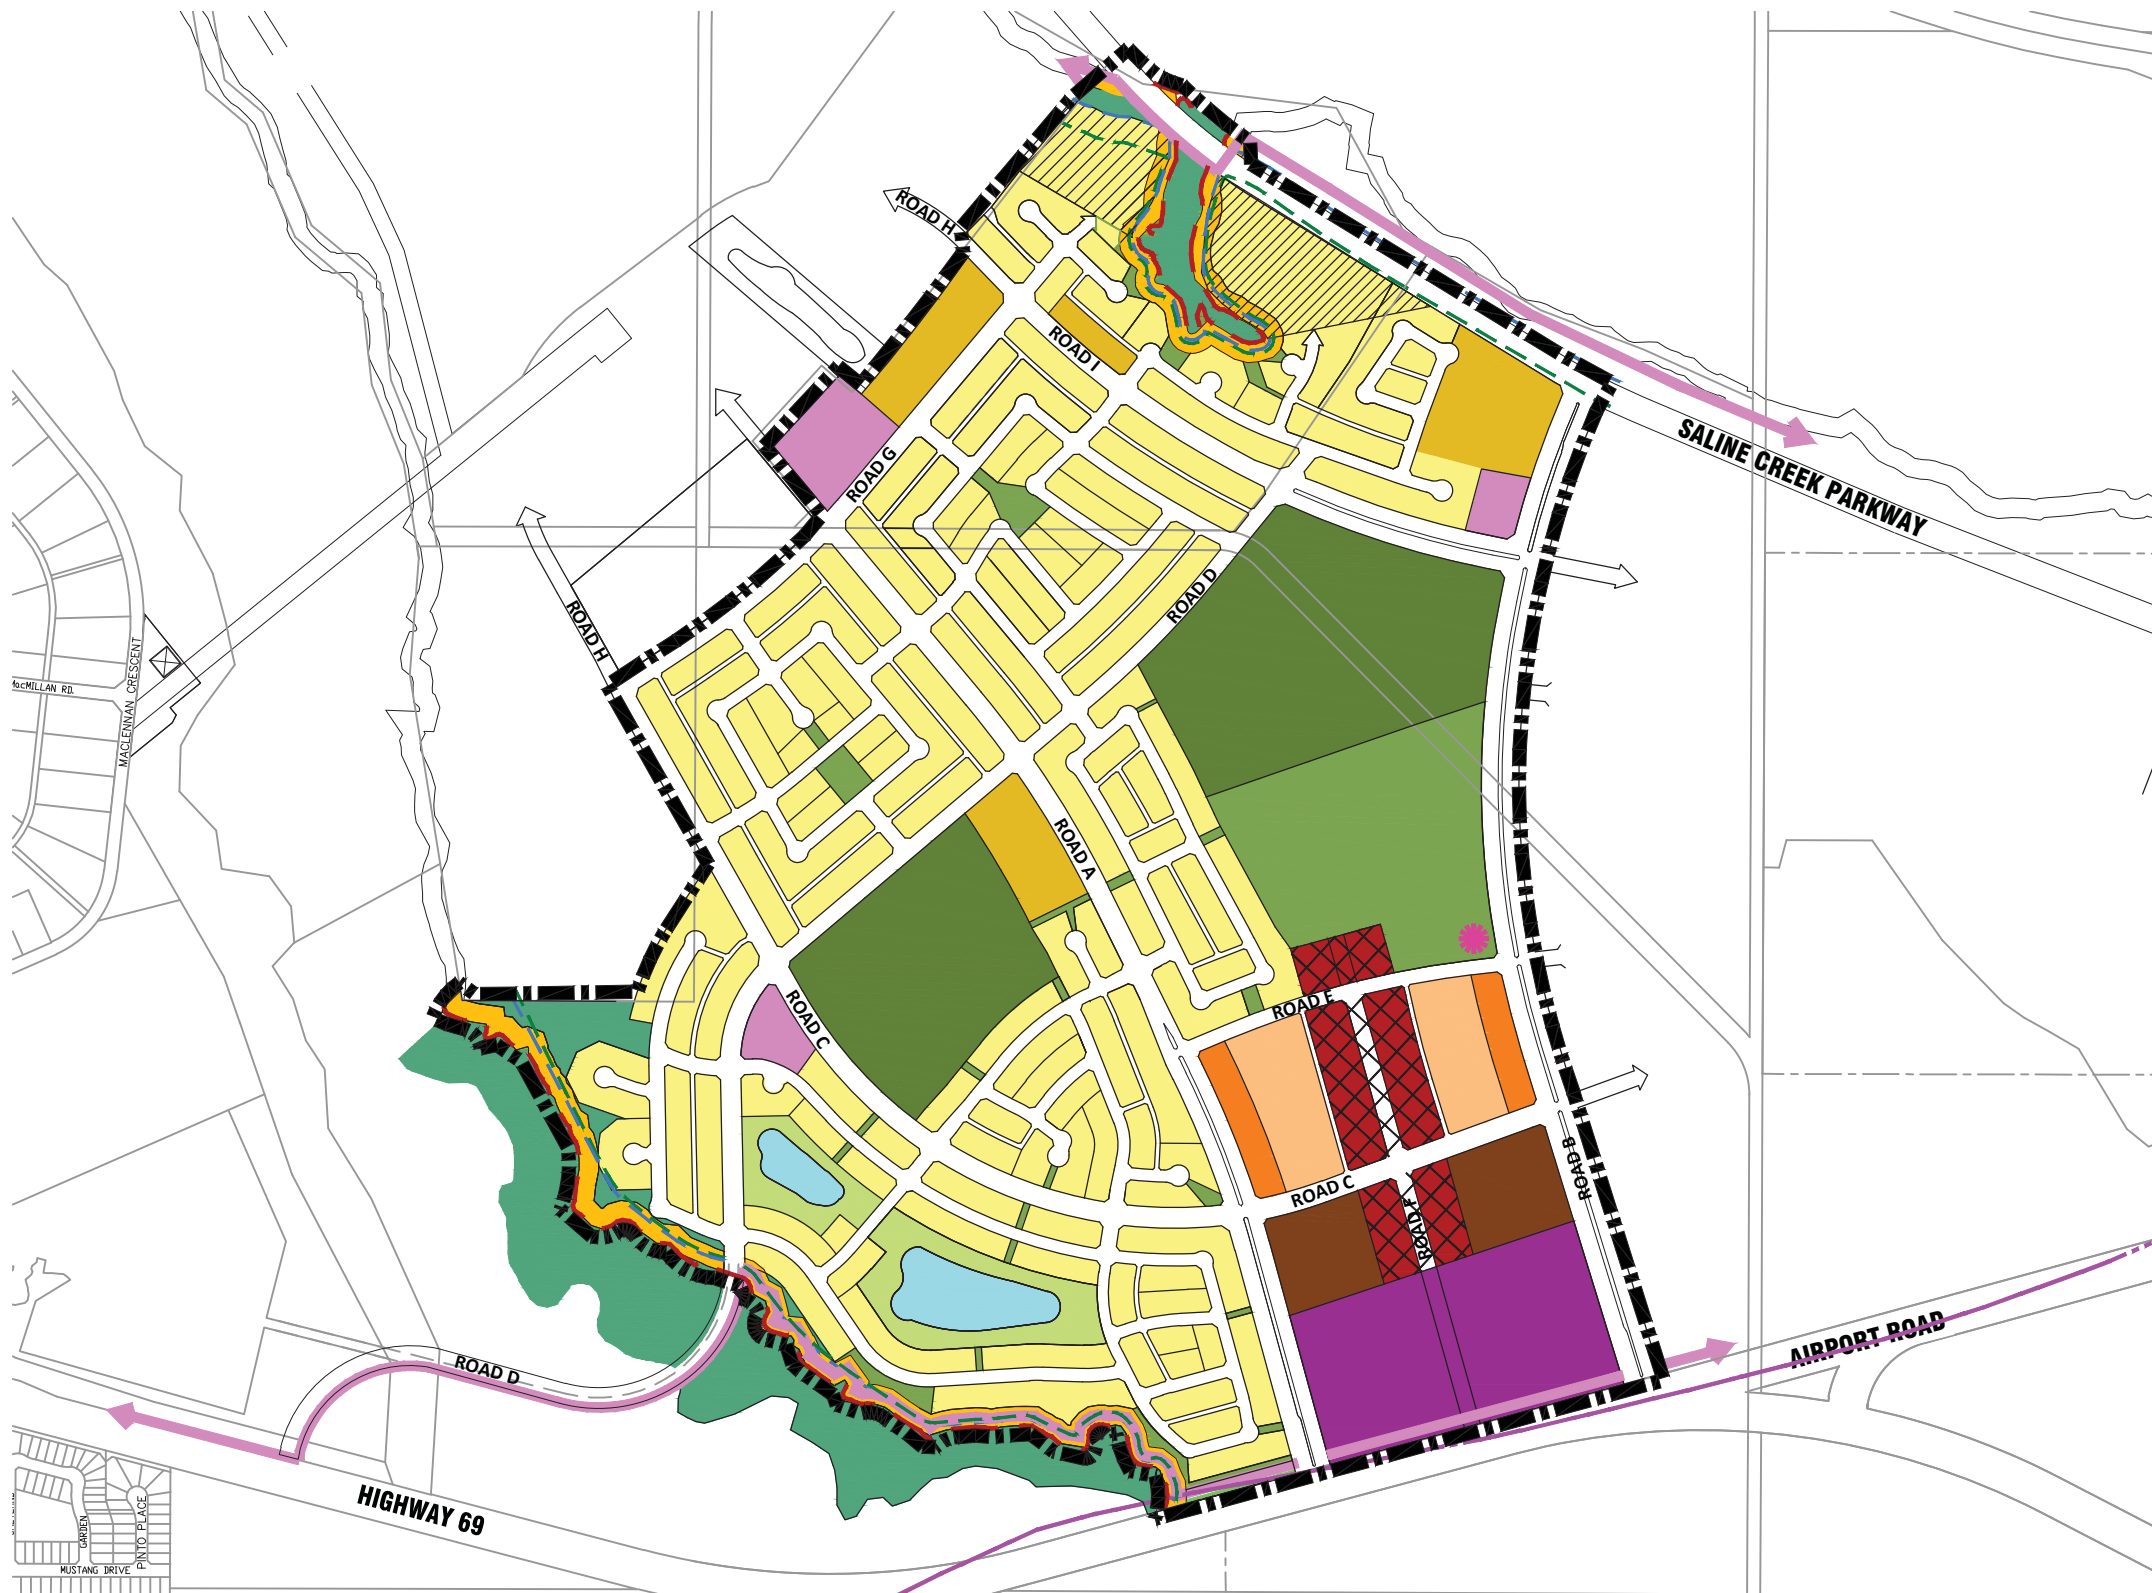 ROAD H
ROAD I
ROAD G
SALINE CREEK PARKWAY
ROAD D
ROAD H
MACLENNAN CRESCENT
MacMILLAN RD.
ROAD A
ROAD E
ROAD C
ROAD B
ROAD C
ROAD F
AIRPORT ROAD
ROAD D
HIGHWAY 69
GARDEN
PINTO PLACE
MUSTANG DRIVE